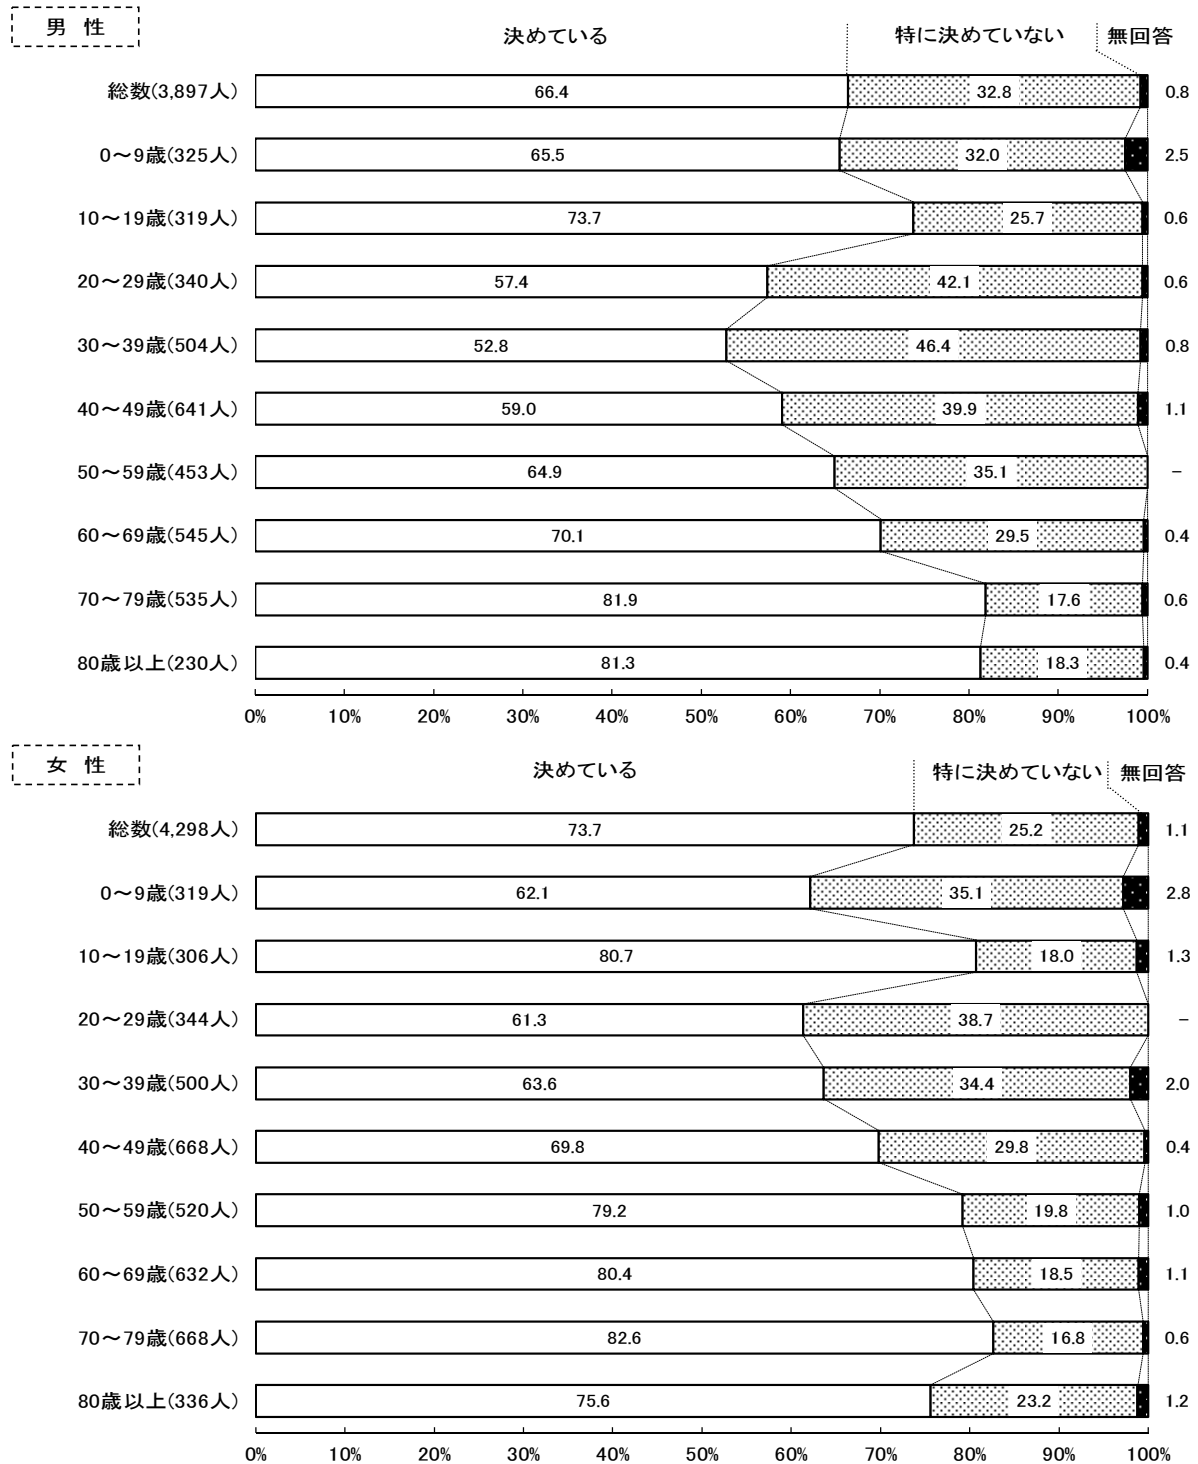 男 性
決めている 特に決めていない 無回答
総数(3,897人) 66.4 32.8 0.8
0～9歳(325人) 65.5 32.0 2.5
10～19歳(319人) 73.7 25.7 0.6
20～29歳(340人) 57.4 42.1 0.6
30～39歳(504人) 52.8 46.4 0.8
40～49歳(641人) 59.0 39.9 1.1
50～59歳(453人) 64.9 35.1 －
60～69歳(545人) 70.1 29.5 0.4
70～79歳(535人) 81.9 17.6 0.6
80歳以上(230人) 81.3 18.3 0.4
0% 10% 20% 30% 40% 50% 60% 70% 80% 90% 100%
女 性
決めている 特に決めていない 無回答
総数(4,298人) 73.7 25.2 1.1
0～9歳(319人) 62.1 35.1 2.8
10～19歳(306人) 80.7 18.0 1.3
20～29歳(344人) 61.3 38.7 －
30～39歳(500人) 63.6 34.4 2.0
40～49歳(668人) 69.8 29.8 0.4
50～59歳(520人) 79.2 19.8 1.0
60～69歳(632人) 80.4 18.5 1.1
70～79歳(668人) 82.6 16.8 0.6
80歳以上(336人) 75.6 23.2 1.2
0% 10% 20% 30% 40% 50% 60% 70% 80% 90% 100%